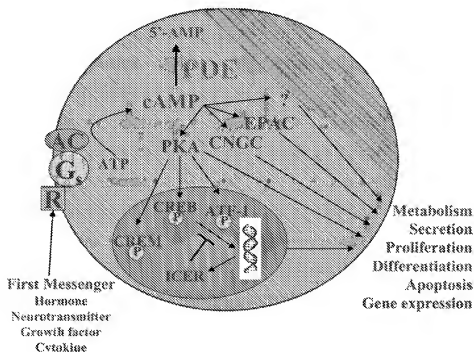 5'-AMP
PDE
cAMP
?
EPAC
CNGC
AC
ATP
PKA
Gs
R
CREB
P
ATF-1
P
CREM
P
ICER
First Messenger
Hormone
Neurotransmitter
Growth factor
Cytokine
Metabolism
Secretion
Proliferation
Differentiation
Apoptosis
Gene expression